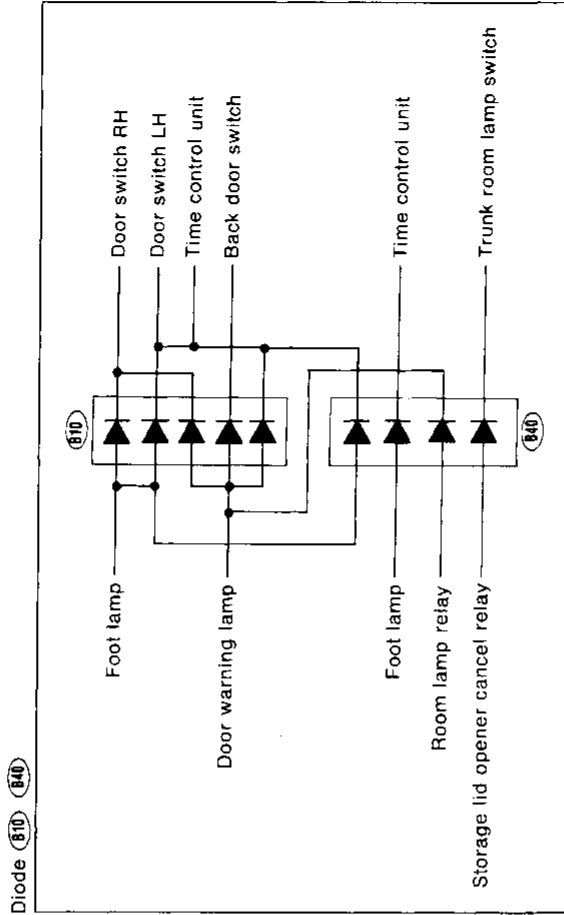 Diode B10 B40
B10
Foot lamp
Door warning lamp
Door switch RH
Door switch LH
Time control unit
Back door switch
Foot lamp
Room lamp relay
Storage lid opener cancel relay
Time control unit
Trunk room lamp switch
B40